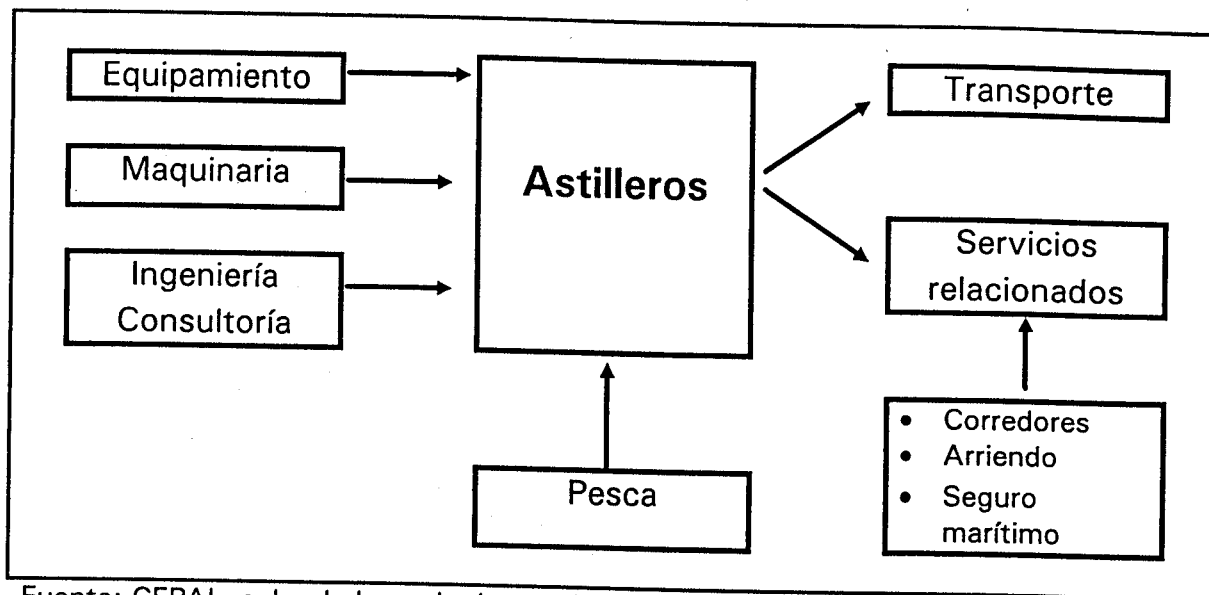 Equipamiento
Maquinaria
Ingeniería
Consultoría
Astilleros
Pesca
Transporte
Servicios
relacionados
• Corredores
• Arriendo
• Seguro
marítimo
Fuente: CEPAL